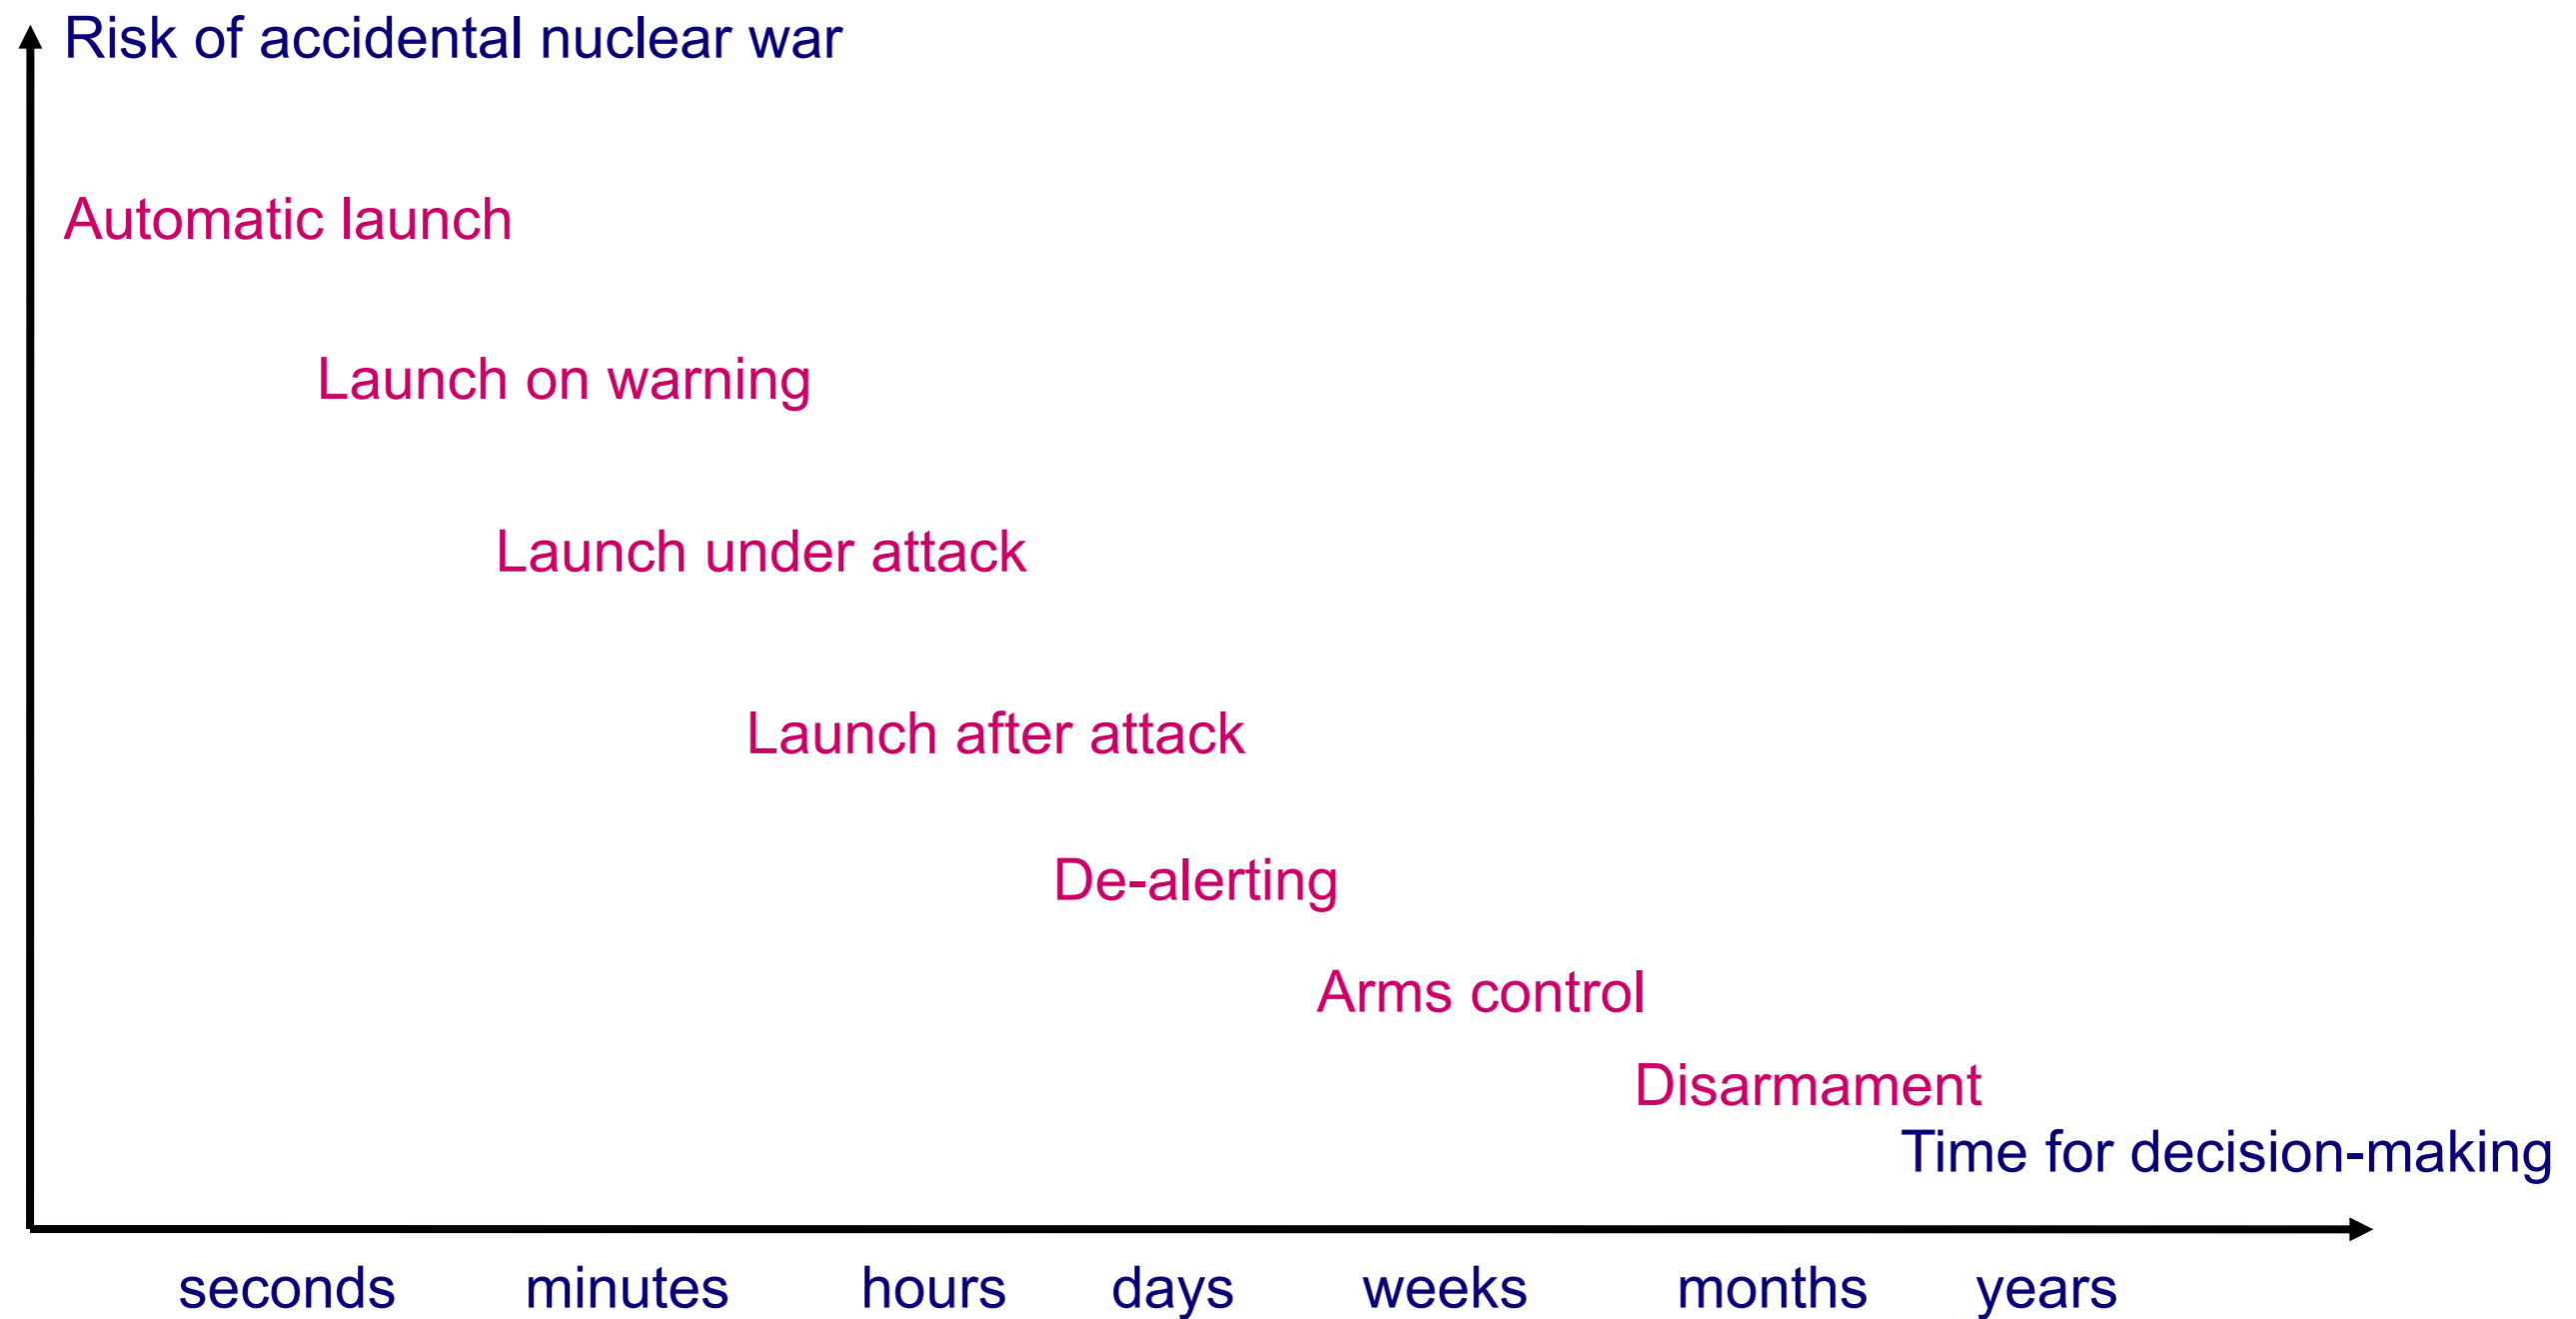 Risk of accidental nuclear war
Automatic launch
Launch on warning
Launch under attack
Launch after attack
De-alerting
Arms control
Disarmament
Time for decision-making
seconds minutes hours days weeks months years